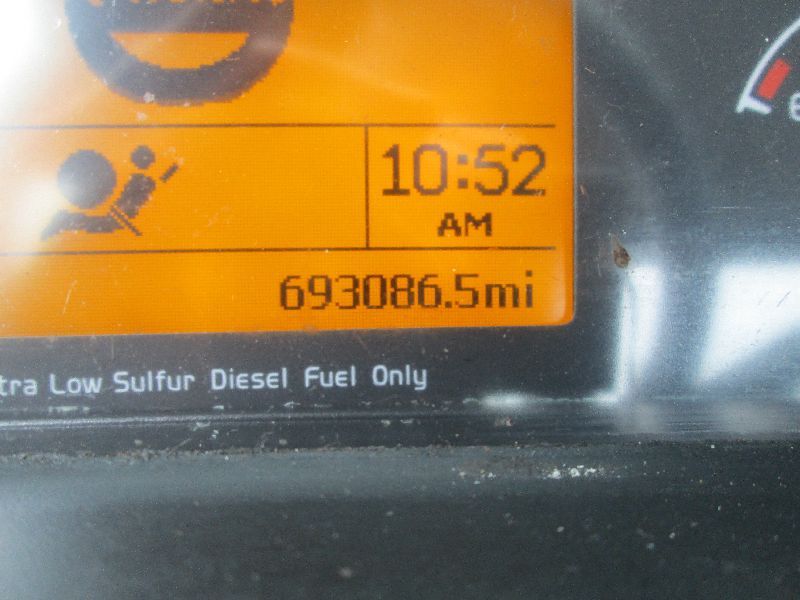 10:52
AM
693086.5mi
tra Low Sulfur Diesel Fuel Only